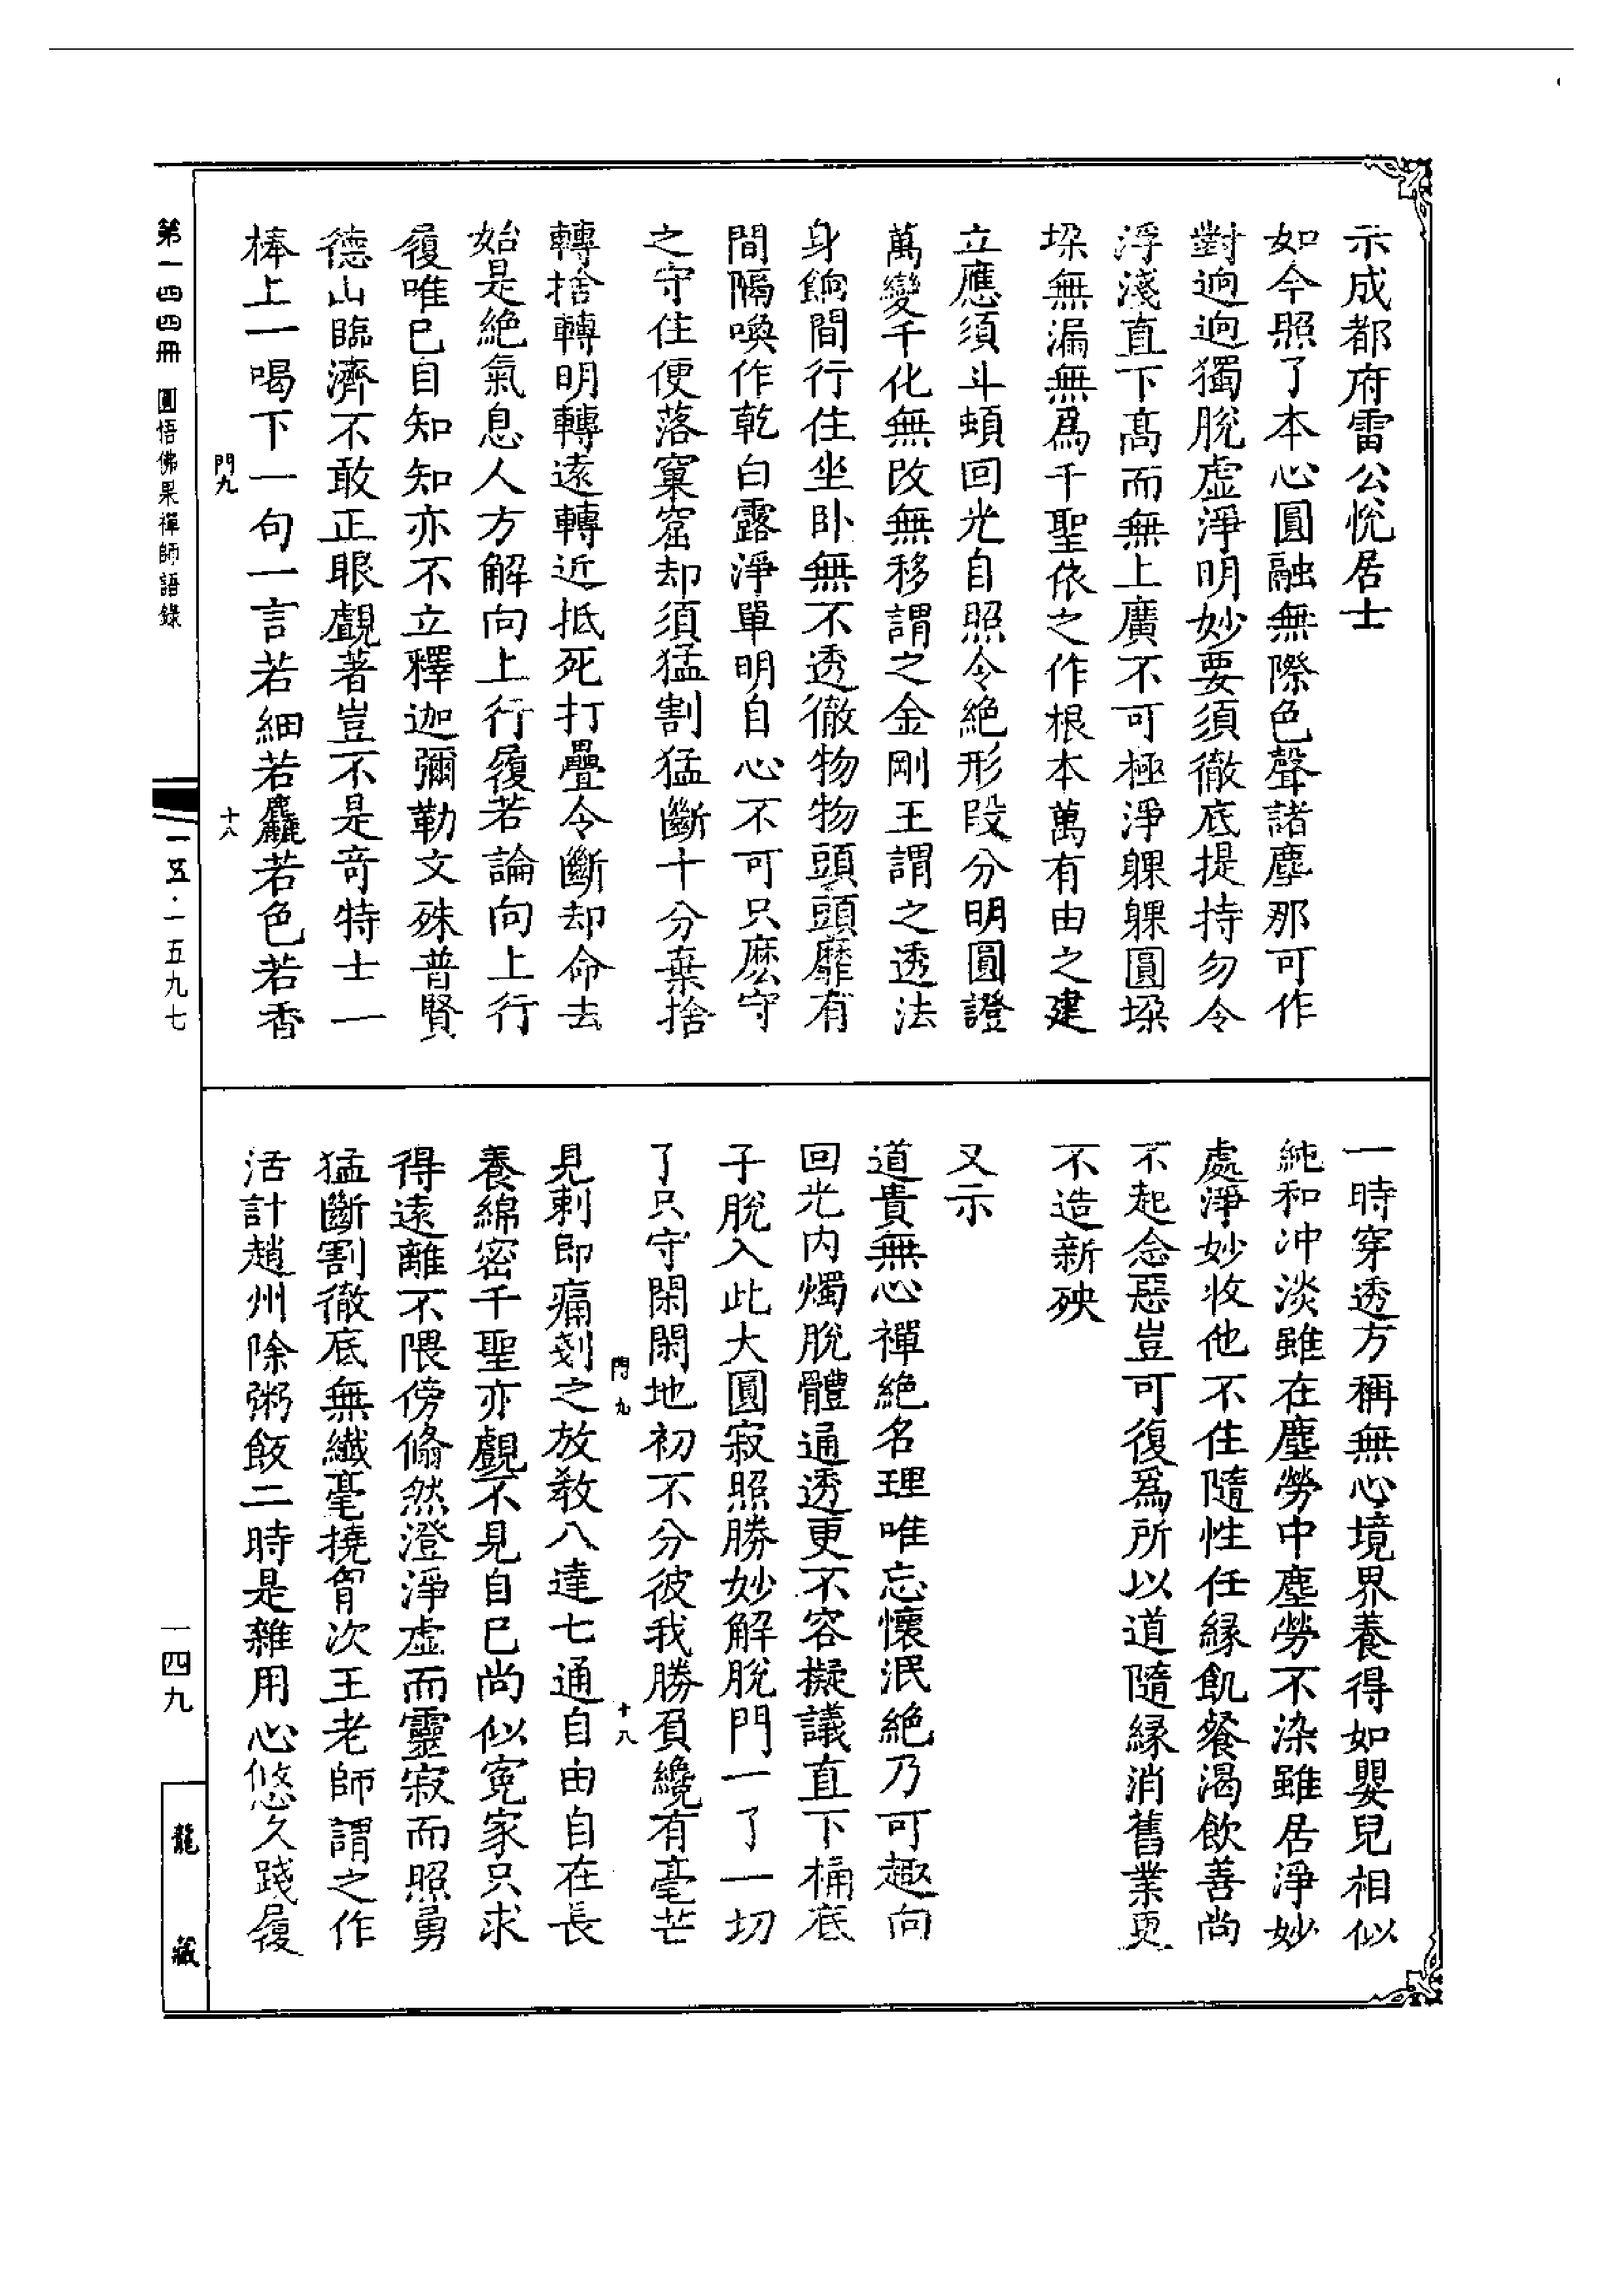 示成都府雷公悅居士
如今照了本心圓融無際色聲諸塵那可作
對逈逈獨脫虛淨明妙要須徹底提持勿令
浮淺直下高而無上廣不可極淨躶躶圓垛
垛無漏無為千聖依之作根本萬有由之建
立應須斗頓回光自照令絕形段分明圓證
萬變千化無改無移謂之金剛王謂之透法
身餉間行住坐卧無不透徹物物頭頭靡有
間隔喚作乾白露淨單明自心不可只麽守
之守住便落窠窟却須猛割猛斷十分棄捨
轉捨轉明轉遠轉近抵死打疊令斷却命去
始是絕氣息人方解向上行履若論向上行
履唯已自知知亦不立釋迦彌勒文殊普賢
德山臨濟不敢正眼覰著豈不是奇特士一
棒上一喝下一句一言若細若麤若色若香
一時穿透方稱無心境界養得如嬰兒相似
純和冲淡雖在塵勞中塵勞不染雖居淨妙
處淨妙收他不住隨性任緣飢餐渴飲善尚
不起念惡豈可復為所以道隨緣消舊業更
不造新殃
又示
道貴無心禪絕名理唯忘懷泯絕乃可趣向
回光內燭脫體通透更不容擬議直下桶底
子脫入此大圓寂照勝妙解脫門一了一切
了只守閑閑地初不分彼我勝負纔有毫芒
見刺即痛剗之放教八達七通自由自在長
養綿密千聖亦覰不見自已尚似寃家只求
得遠離不隈傍翛然澄淨虛而靈寂而照勇
猛斷割徹底無纖毫撓胷次王老師謂之作
活計趙州除粥飯二時是雜用心悠久踐履
門九
十八
門九
十八
第一四四冊 圓悟佛果禪師語錄
一五五·一五九七
一四九
龍藏